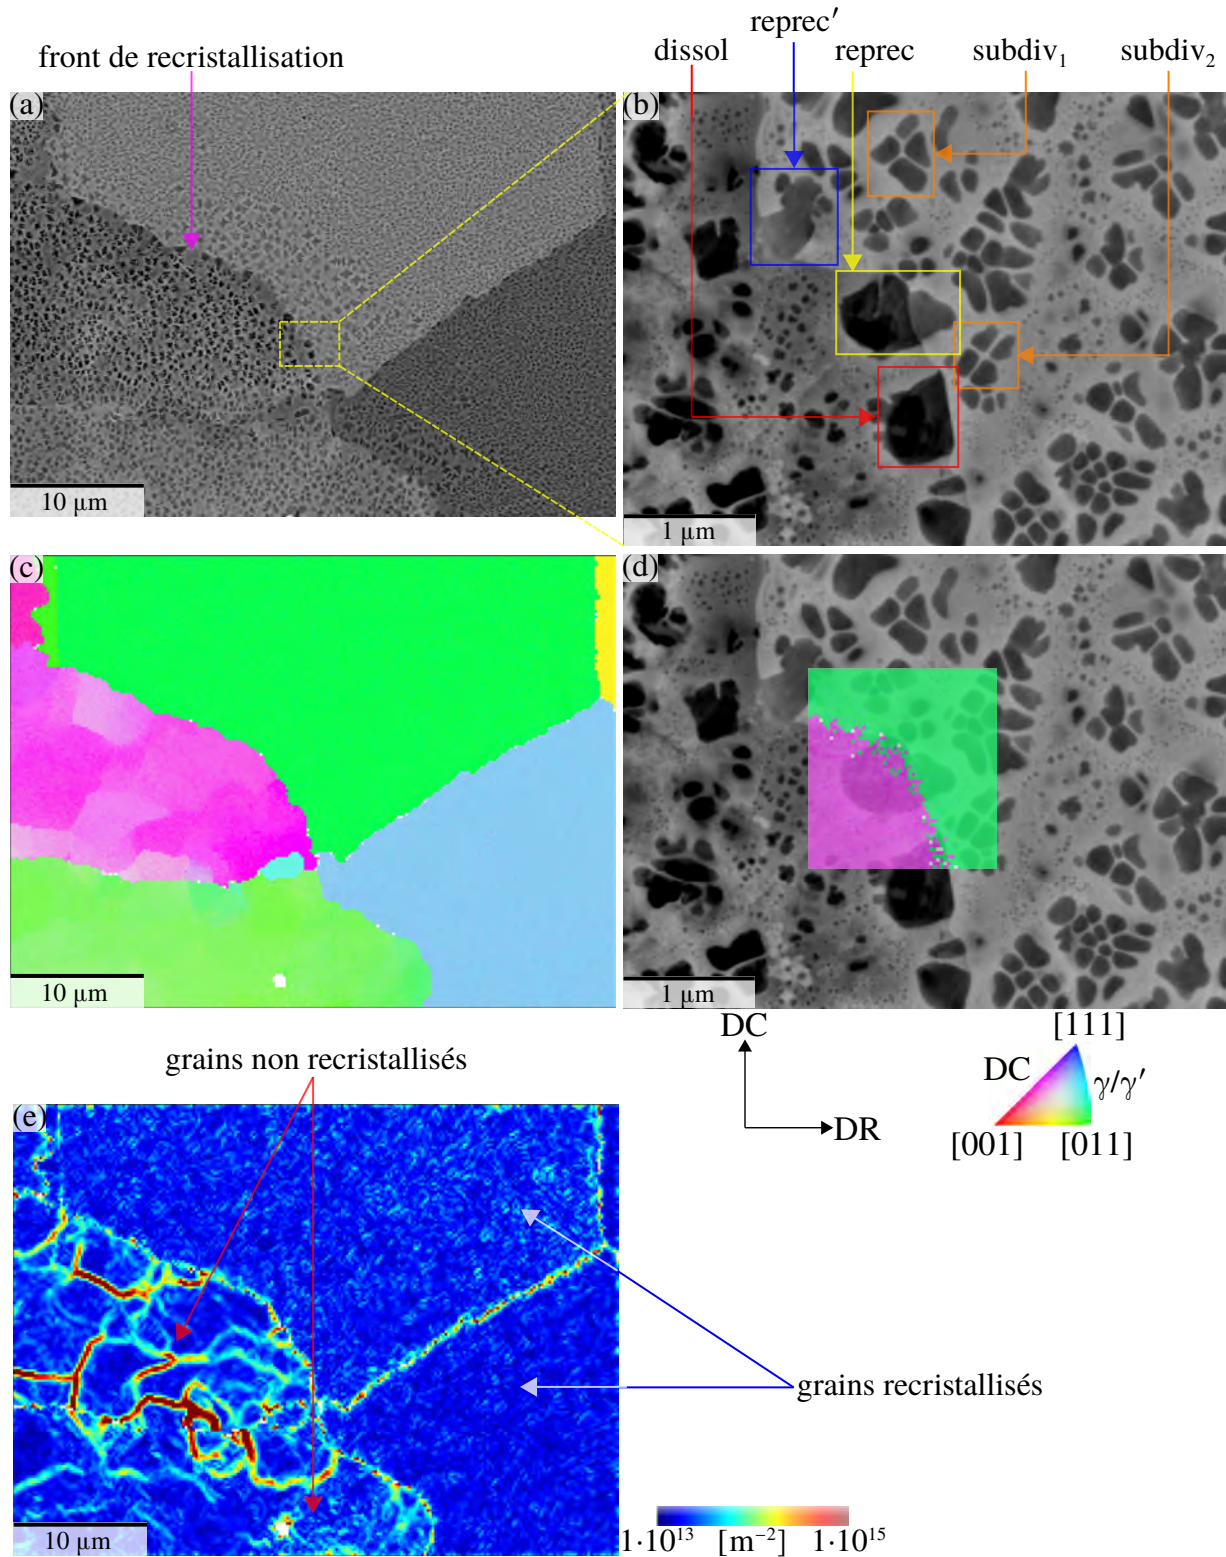 reprec′
dissol
reprec
subdiv₁
subdiv₂
front de recristallisation
(a)
(b)
10 µm
1 µm
(c)
(d)
10 µm
1 µm
DC
DR
[111]
DC
γ/γ′
[001]
[011]
grains non recristallisés
(e)
grains recristallisés
10 µm
1·10¹³ [m⁻²] 1·10¹⁵